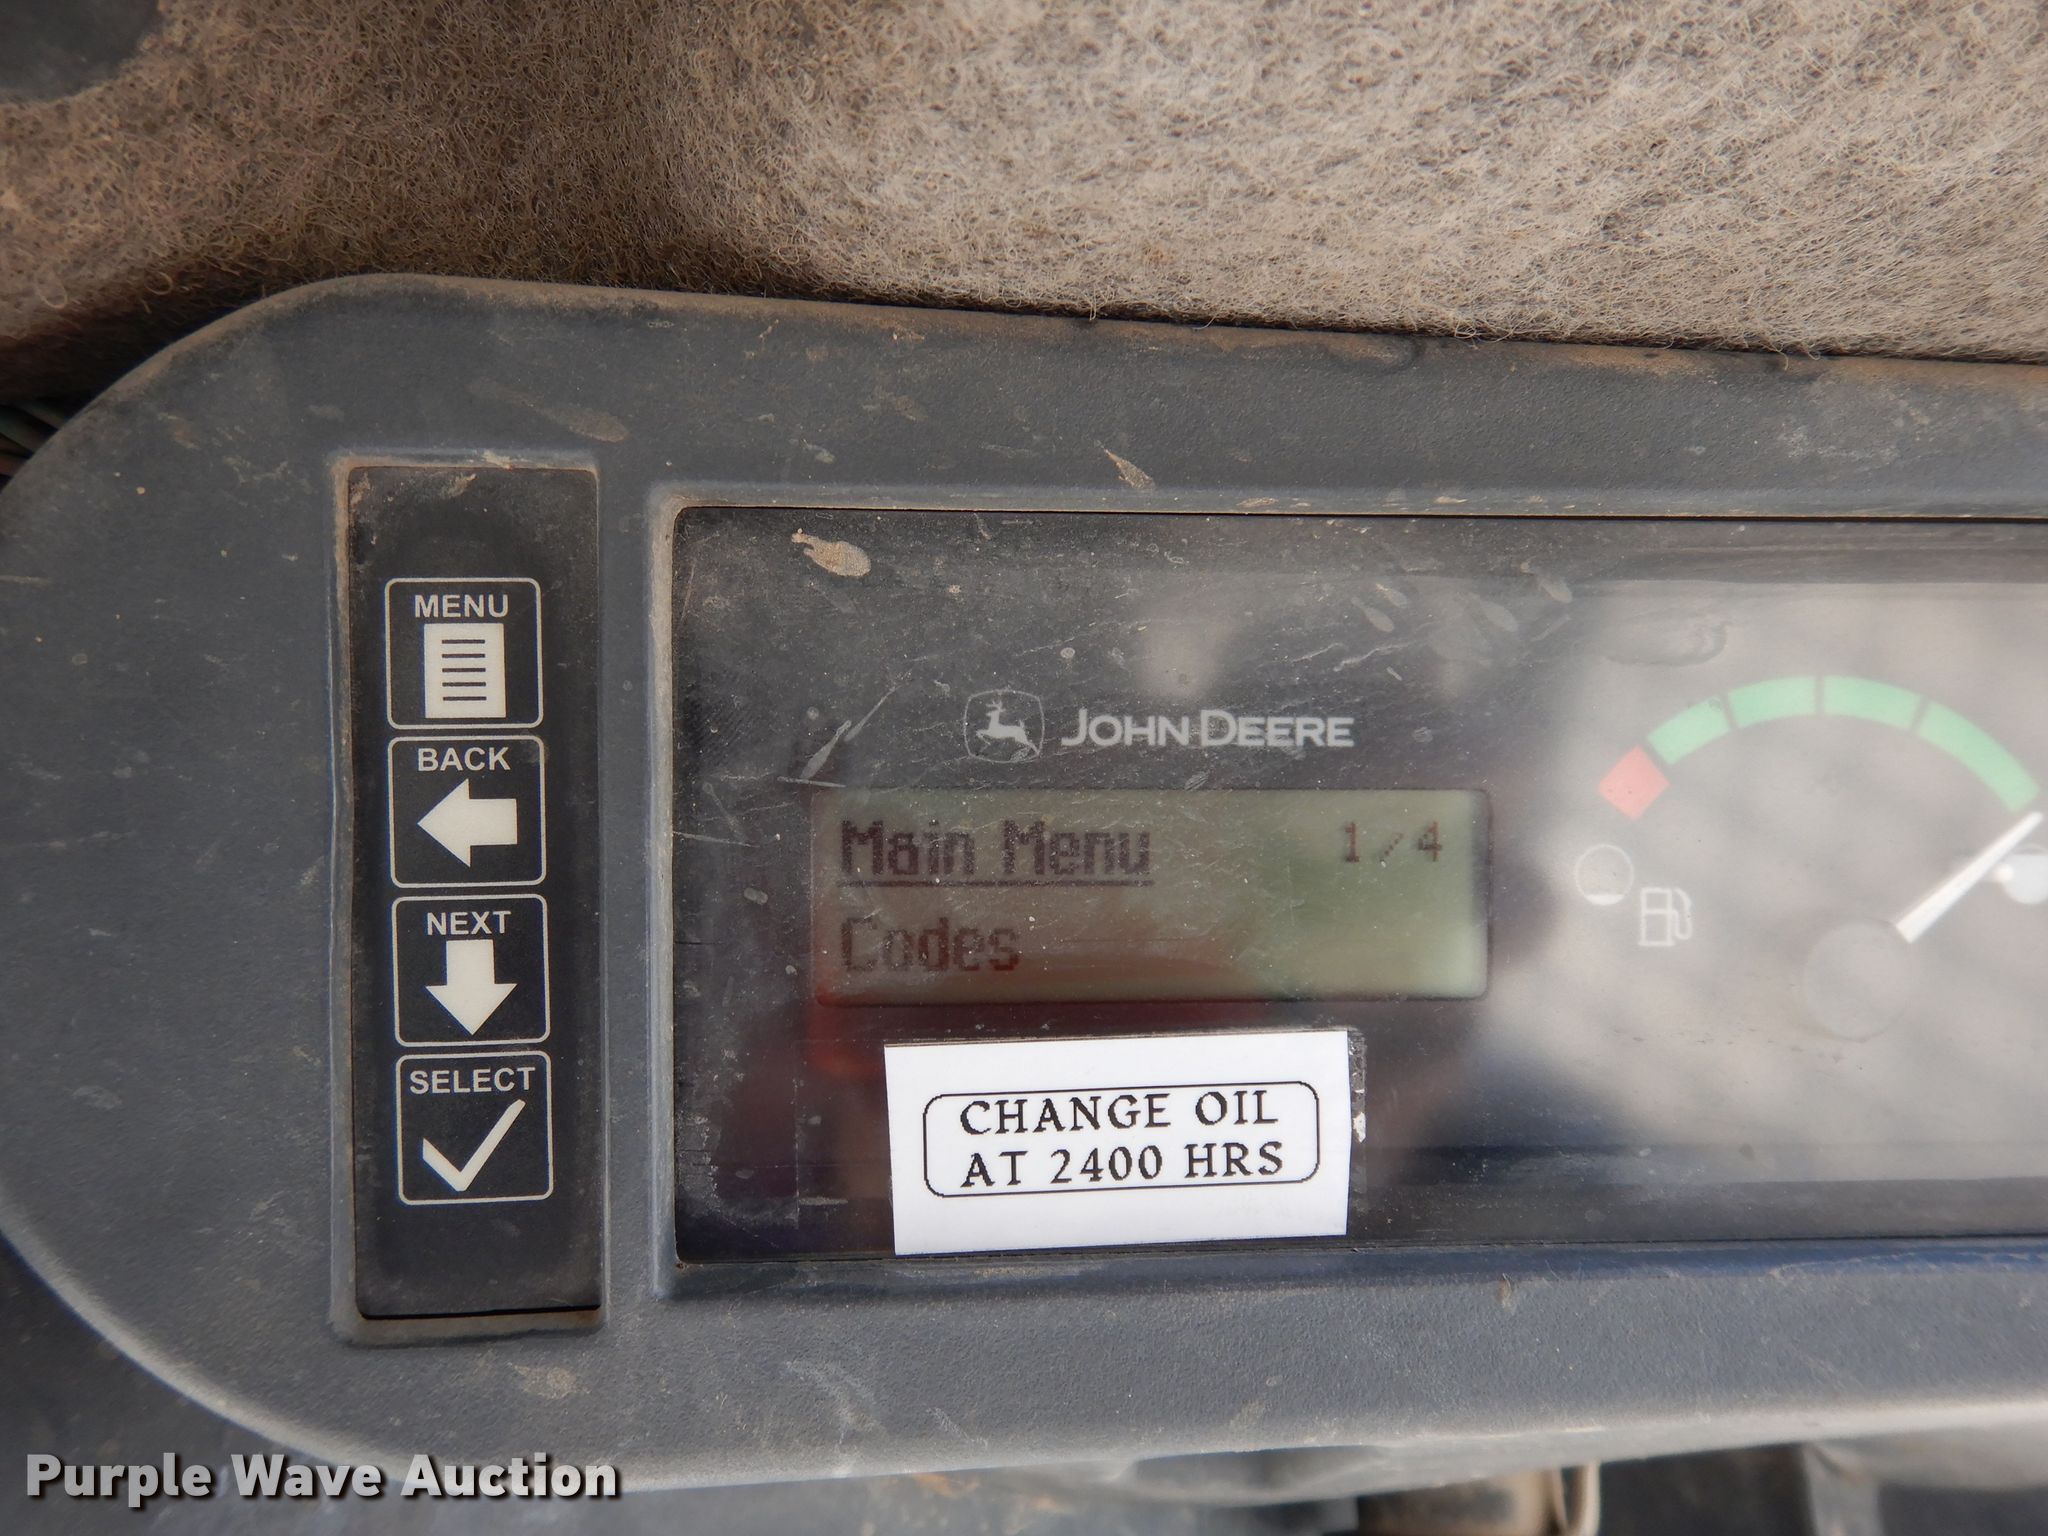 MENU
BACK
NEXT
SELECT
JOHN DEERE
Main Menu 1/4
Codes
CHANGE OIL
AT 2400 HRS
Purple Wave Auction